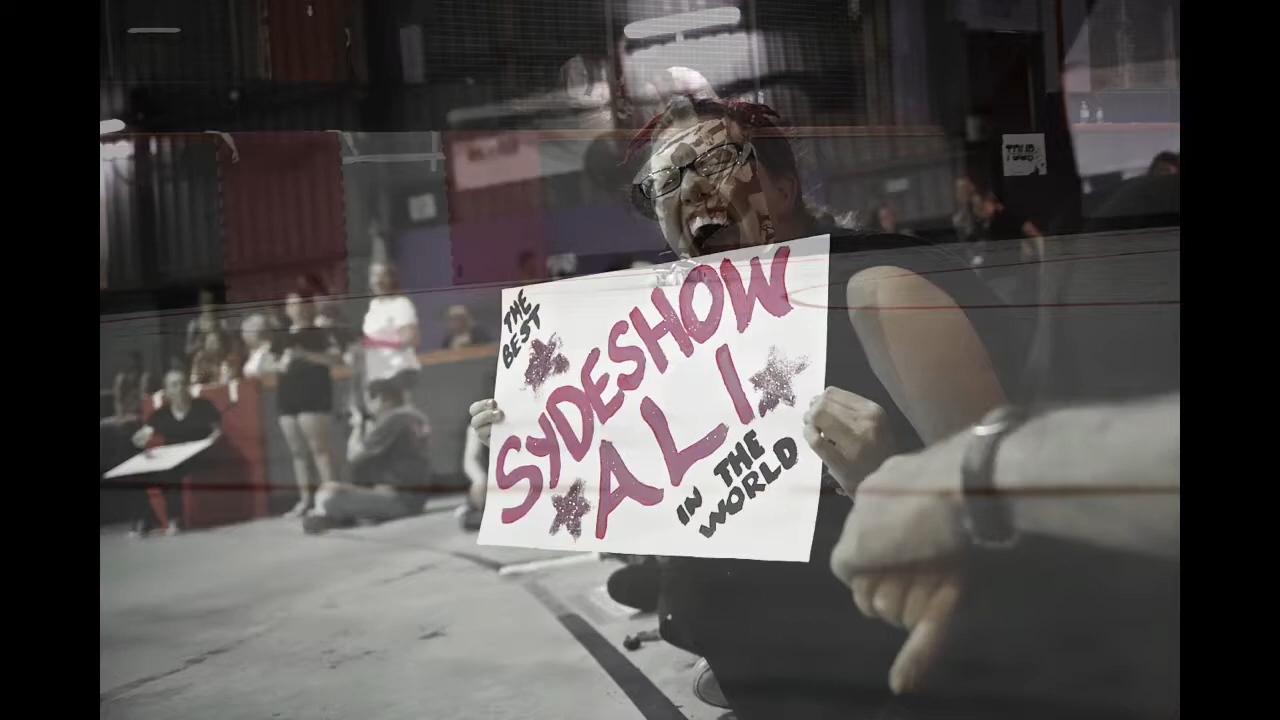 THE
BEST
SYDESHOW
ALI
IN THE
WORLD